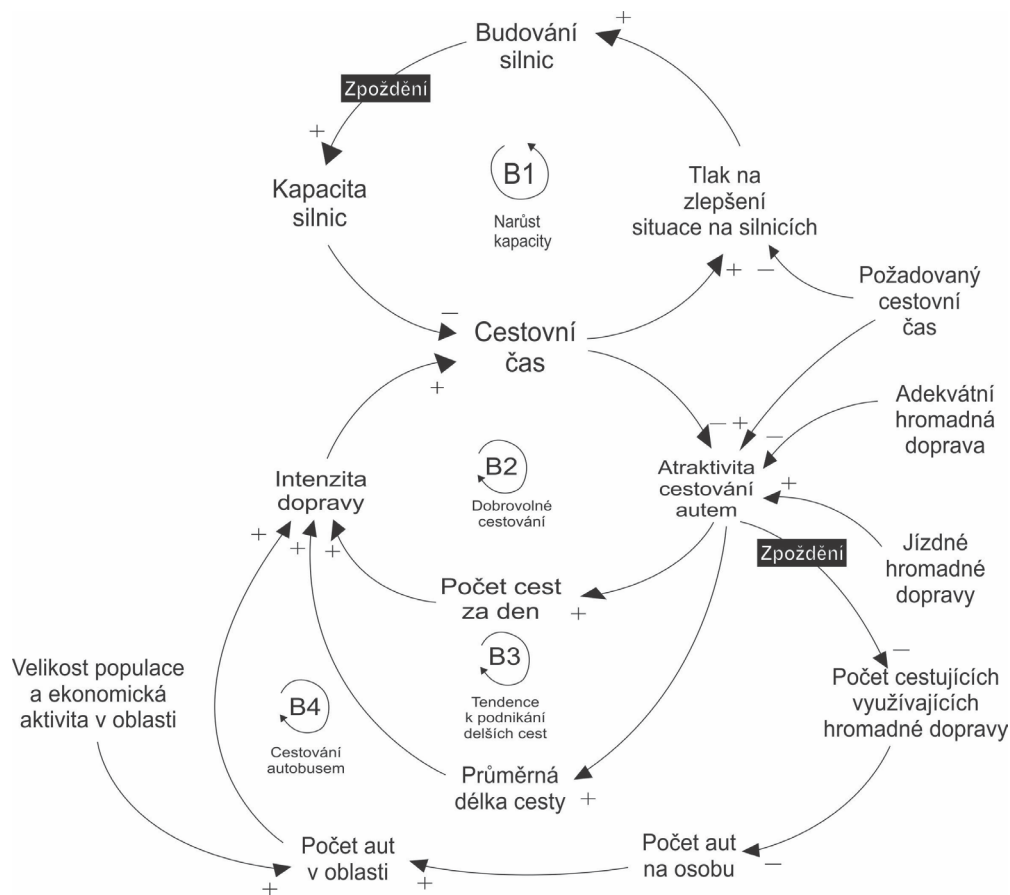 Budování
silnic
+
Zpoždění
+
Kapacita
silnic
B1
Narůst
kapacity
Tlak na
zlepšení
situace na silnicích
+ −
Požadovaný
cestovní
čas
−
Cestovní
čas
+
Adekvátní
hromadná
doprava
− + −
Intenzita
dopravy
B2
Dobrovolné
cestování
Atraktivita
cestování
autem
+
Jízdné
hromadné
dopravy
Zpoždění
+ + +
Počet cest
za den
+
B3
Tendence
k podnikání
delších cest
−
Počet cestujících
využívajících
hromadné dopravy
Velikost populace
a ekonomická
aktivita v oblasti
B4
Cestování
autobusem
Průměrná
délka cesty
+
Počet aut
v oblasti
+ +
Počet aut
na osobu
−